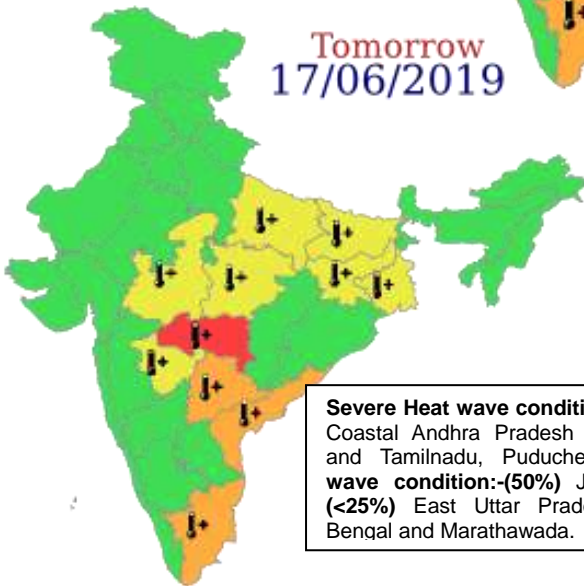 Tomorrow
17/06/2019
Severe Heat wave conditi
Coastal Andhra Pradesh
and Tamilnadu, Puduche
wave condition:-(50%) J
(<25%) East Uttar Prad
Bengal and Marathawada.